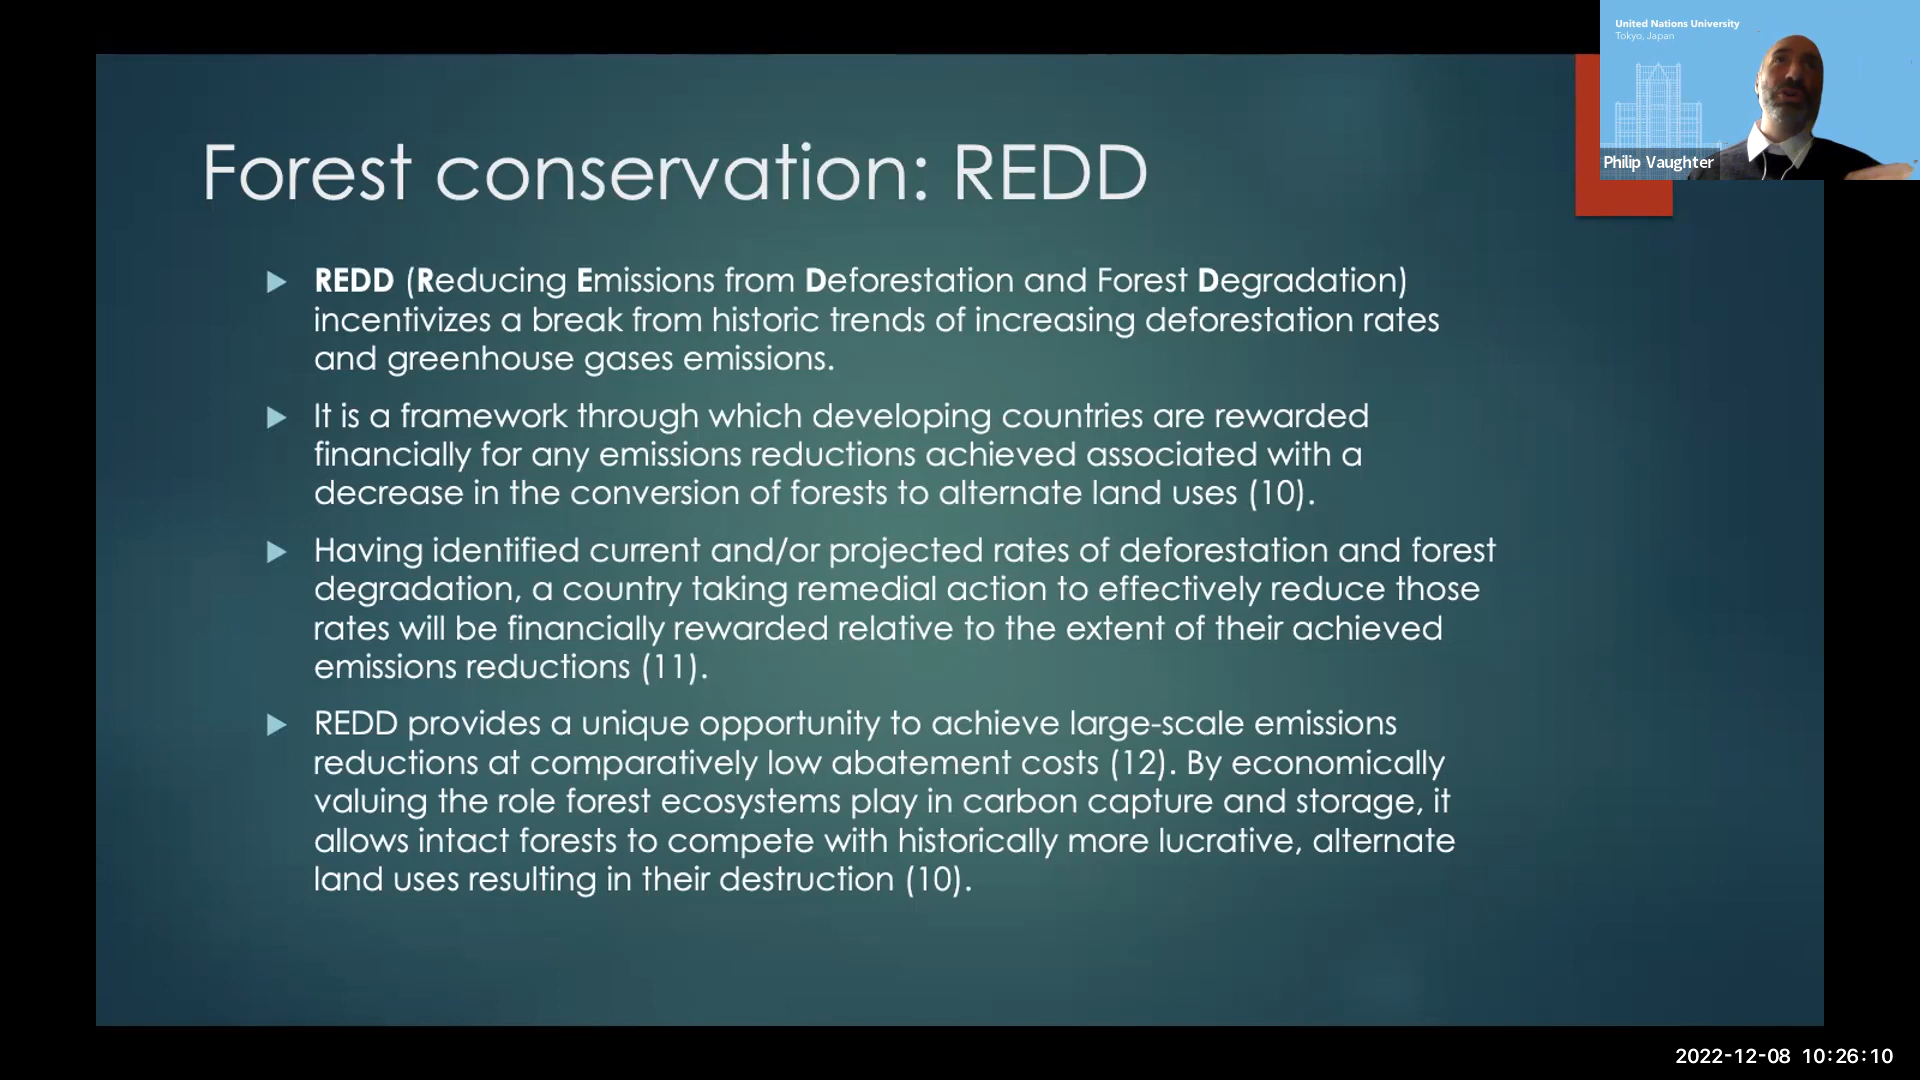 United Nations University
Tokyo, Japan
Philip Vaughter
Forest conservation: REDD
REDD (Reducing Emissions from Deforestation and Forest Degradation)
incentivizes a break from historic trends of increasing deforestation rates
and greenhouse gases emissions.
It is a framework through which developing countries are rewarded
financially for any emissions reductions achieved associated with a
decrease in the conversion of forests to alternate land uses (10).
Having identified current and/or projected rates of deforestation and forest
degradation, a country taking remedial action to effectively reduce those
rates will be financially rewarded relative to the extent of their achieved
emissions reductions (11).
REDD provides a unique opportunity to achieve large-scale emissions
reductions at comparatively low abatement costs (12). By economically
valuing the role forest ecosystems play in carbon capture and storage, it
allows intact forests to compete with historically more lucrative, alternate
land uses resulting in their destruction (10).
2022-12-08 10:26:10